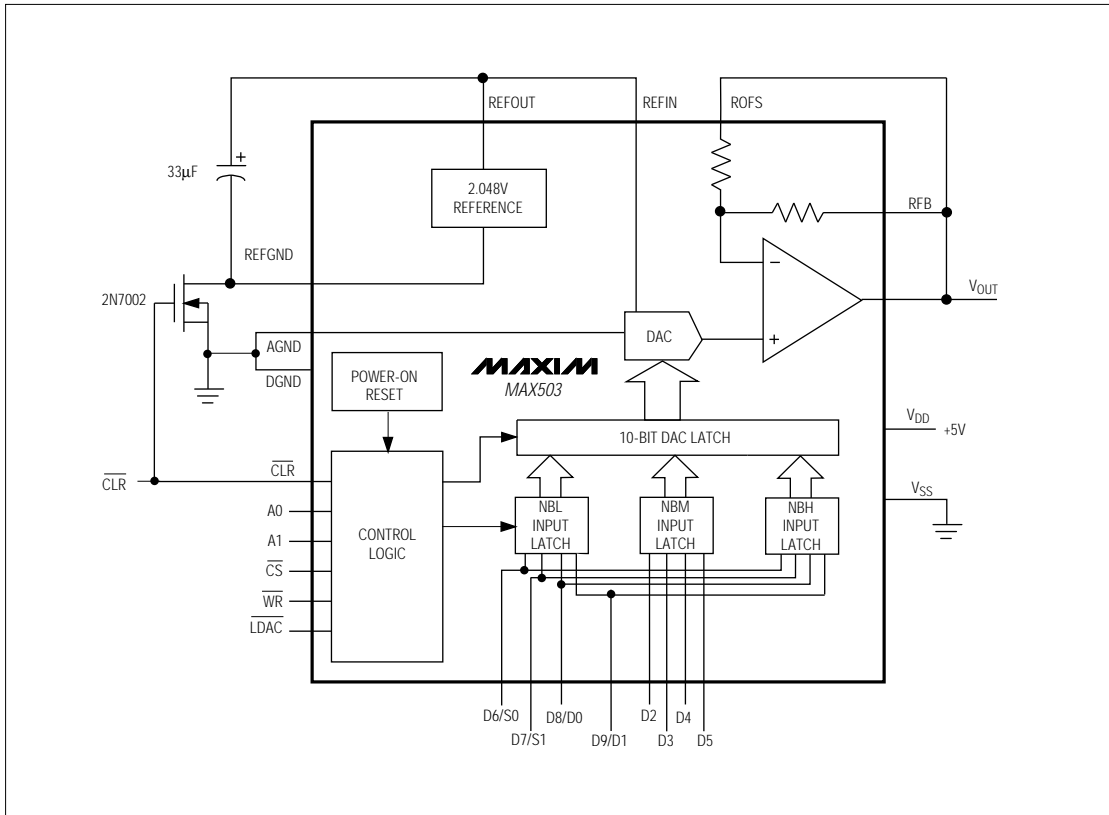 REFOUT
REFIN
ROFS
33µF
+
2.048V
REFERENCE
RFB
REFGND
−
2N7002
VOUT
DAC
+
AGND
DGND
POWER-ON
RESET
MAXIM
MAX503
VDD
+5V
10-BIT DAC LATCH
CLR
CLR
VSS
A0
A1
CS
WR
LDAC
CONTROL
LOGIC
NBL
INPUT
LATCH
NBM
INPUT
LATCH
NBH
INPUT
LATCH
D6/S0
D8/D0
D2
D4
D7/S1
D9/D1
D3
D5